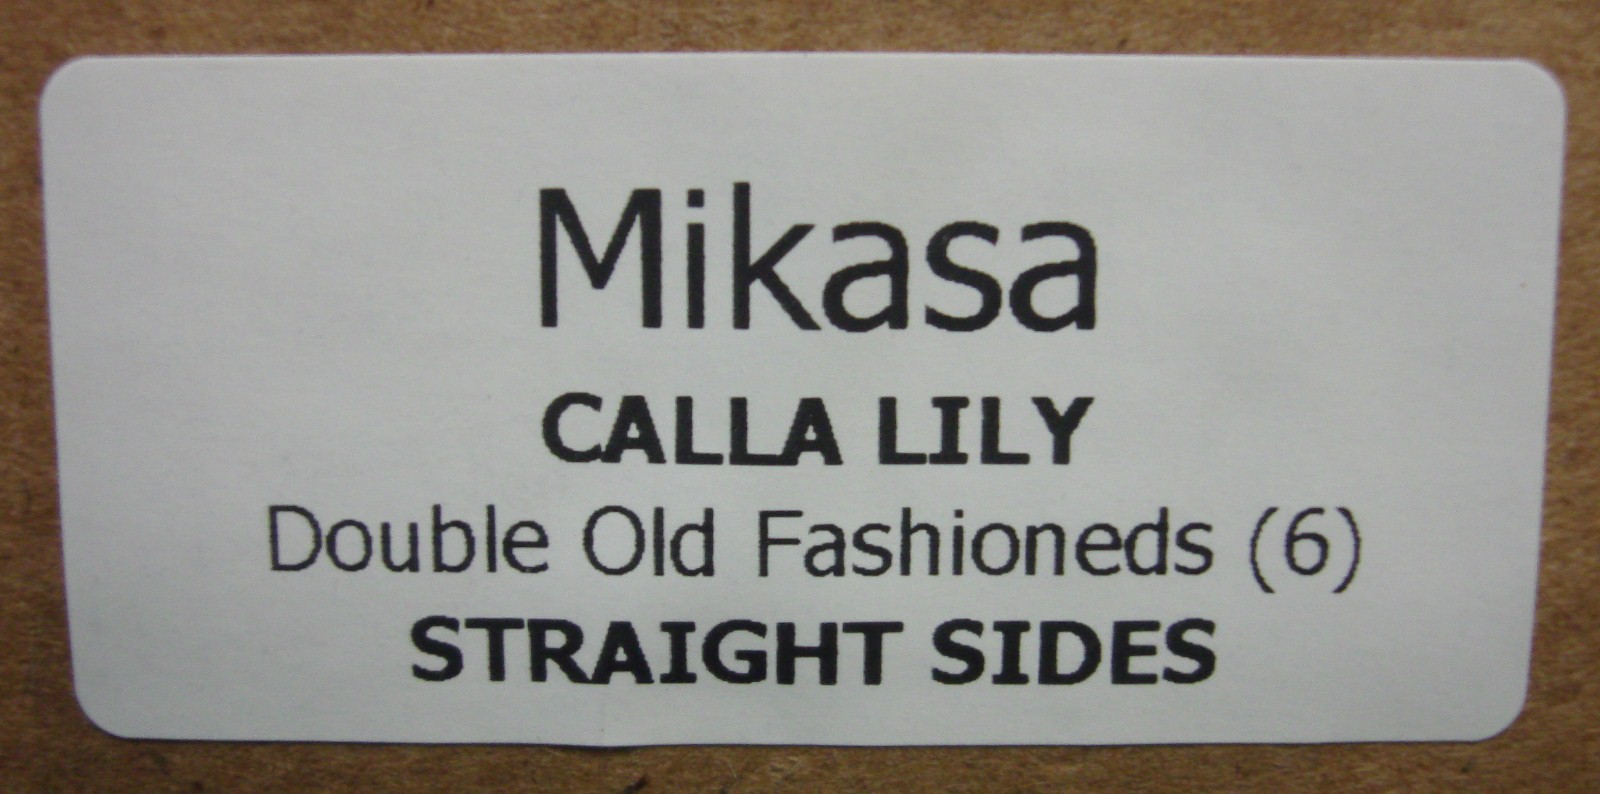 Mikasa
CALLA LILY
Double Old Fashioneds (6)
STRAIGHT SIDES